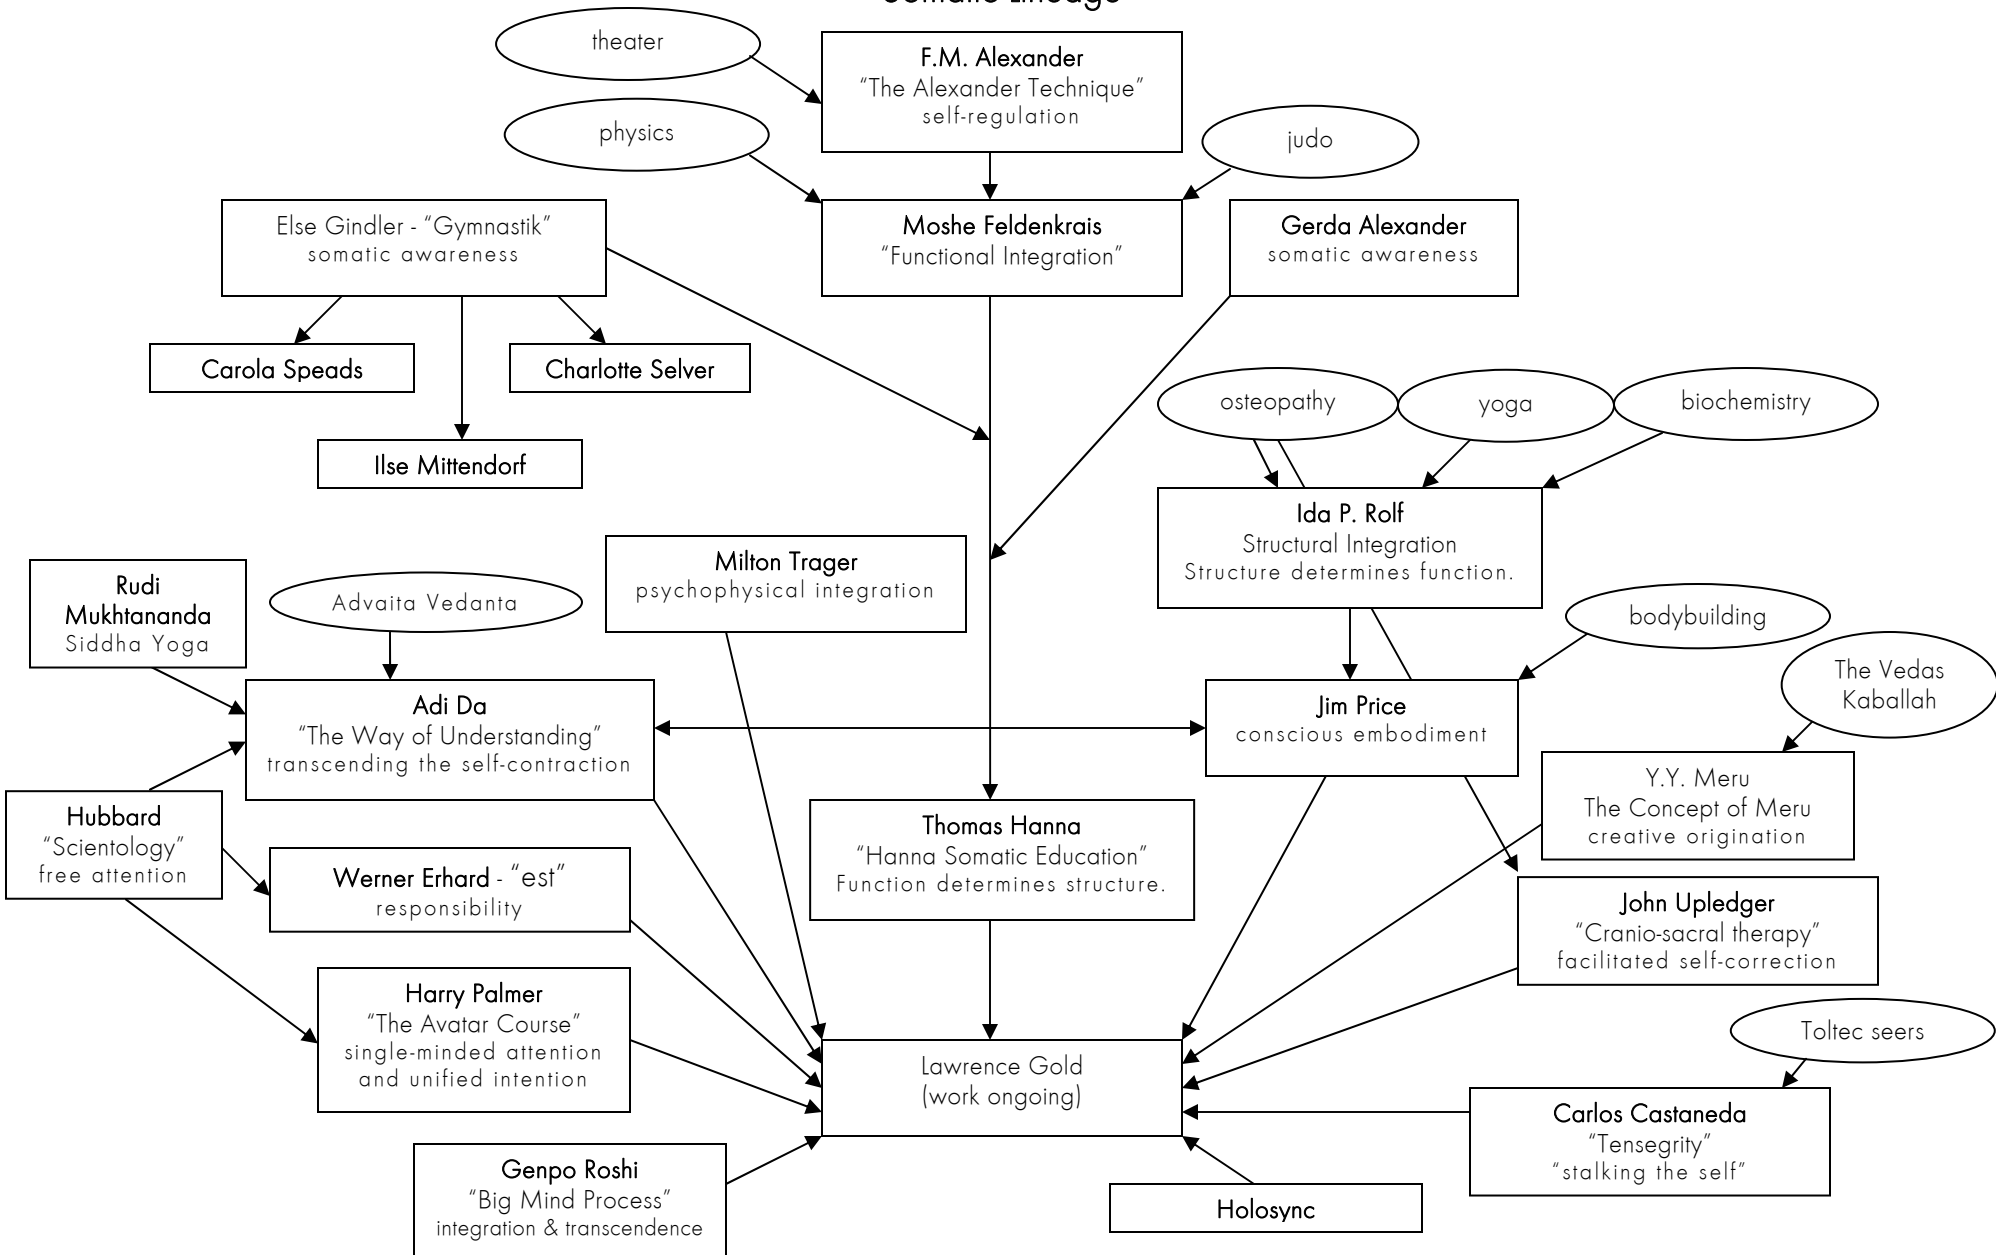 Somatic Lineage
theater
F.M. Alexander
“The Alexander Technique”
self-regulation
physics
judo
Else Gindler - “Gymnastik”
somatic awareness
Moshe Feldenkrais
“Functional Integration”
Gerda Alexander
somatic awareness
Carola Speads
Charlotte Selver
Ilse Mittendorf
osteopathy
yoga
biochemistry
Ida P. Rolf
Structural Integration
Structure determines function.
Milton Trager
psychophysical integration
Rudi
Mukhtananda
Siddha Yoga
Advaita Vedanta
bodybuilding
The Vedas
Kaballah
Adi Da
“The Way of Understanding”
transcending the self-contraction
Jim Price
conscious embodiment
Y.Y. Meru
The Concept of Meru
creative origination
Hubbard
“Scientology”
free attention
Thomas Hanna
“Hanna Somatic Education”
Function determines structure.
Werner Erhard - “est”
responsibility
John Upledger
“Cranio-sacral therapy”
facilitated self-correction
Harry Palmer
“The Avatar Course”
single-minded attention
and unified intention
Toltec seers
Lawrence Gold
(work ongoing)
Carlos Castaneda
“Tensegrity”
“stalking the self”
Genpo Roshi
“Big Mind Process”
integration & transcendence
Holosync